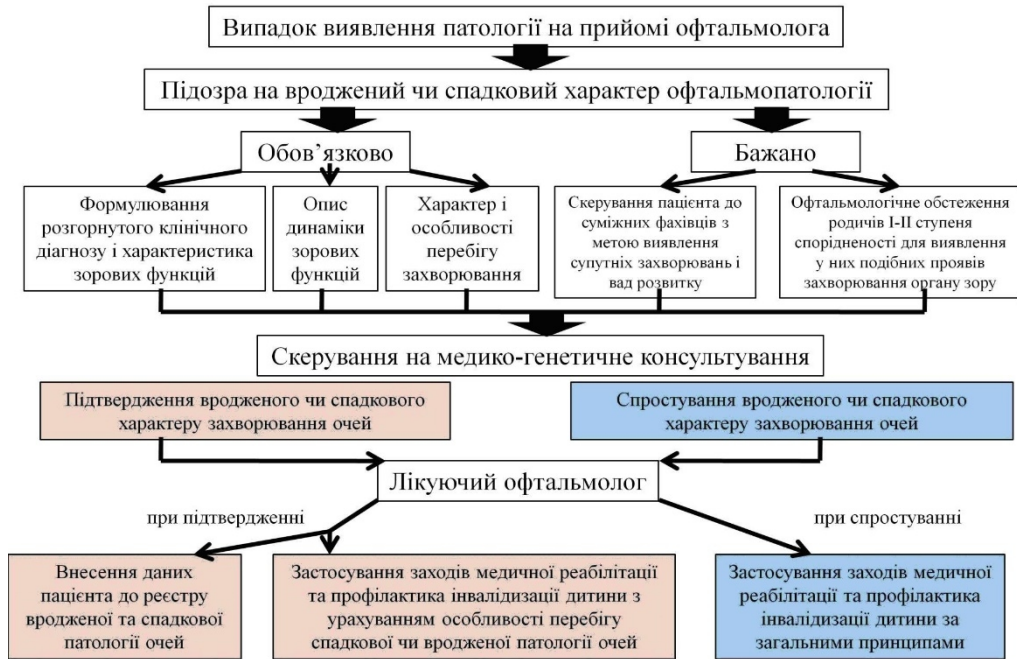 Випадок виявлення патології на прийомі офтальмолога
Підозра на вроджений чи спадковий характер офтальмопатології
Обов’язково
Бажано
Формулювання
розгорнутого клінічного
діагнозу і характеристика
зорових функцій
Опис
динаміки
зорових
функцій
Характер і
особливості
перебігу
захворювання
Скерування пацієнта до
суміжних фахівців з
метою виявлення
супутніх захворювань і
вад розвитку
Офтальмологічне обстеження
родичів I-II ступеня
спорідненості для виявлення
у них подібних проявів
захворювання органу зору
Скерування на медико-генетичне консультування
Підтвердження вродженого чи спадкового
характеру захворювання очей
Спростування вродженого чи спадкового
характеру захворювання очей
Лікуючий офтальмолог
при підтвердженні
при спростуванні
Внесення даних
пацієнта до реєстру
вродженої та спадкової
патології очей
Застосування заходів медичної реабілітації
та профілактика інвалідизації дитини з
урахуванням особливості перебігу
спадкової чи вродженої патології очей
Застосування заходів медичної
реабілітації та профілактика
інвалідизації дитини за
загальними принципами